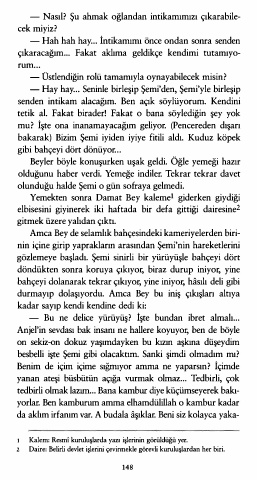 — Nasıl? Şu ahmak oğlandan intikamımızı çıkarabile-
cek miyiz?
— Hah hah hay... İntikamını önce ondan sonra senden
çıkaracağım... Fakat aklıma geldikçe kendimi tutamıyo-
rum...
— Üstlendiğin rolü tamamıyla oynayabilecek misin?
— Hay hay... Seninle birleşip Şemi'den, Şemi'yle birleşip
senden intikam alacağım. Ben açık söylüyorum. Kendini
tetik al. Fakat birader! Fakat o bana söylediğin şey yok
mu? İşte ona inanamayacağım geliyor. (Pencereden dışarı
bakarak) Bizim Şemi iyiden iyiye fitili aldı. Kuduz köpek
gibi bahçeyi dört dönüyor...
Beyler böyle konuşurken uşak geldi. Öğle yemeği hazır
olduğunu haber verdi. Yemeğe indiler. Tekrar tekrar davet
olunduğu halde Şemi o gün sofraya gelmedi.
Yemekten sonra Damat Bey kaleme¹ giderken giydiği
elbisesini giyinerek iki haftada bir defa gittiği dairesine²
gitmek üzere yalıdan çıktı.
Amca Bey de selamlık bahçesindeki kameriyelerden biri-
nin içine girip yaprakların arasından Şemi'nin hareketlerini
gözlemeye başladı. Şemi sinirli bir yürüyüşle bahçeyi dört
döndükten sonra koruya çıkıyor, biraz durup iniyor, yine
bahçeyi dolanarak tekrar çıkıyor, yine iniyor, hâsılı deli gibi
durmayıp dolaşıyordu. Amca Bey bu iniş çıkışları altıya
kadar sayıp kendi kendine dedi ki:
— Bu ne delice yürüyüş? İşte bundan ibret almalı...
Anjel'in sevdası bak insanı ne hallere koyuyor, ben de böyle
on sekiz-on dokuz yaşımdayken bu kızın aşkına düşeydim
besbelli işte Şemi gibi olacaktım. Sanki şimdi olmadım mı?
Benim de içim içime sığmıyor amma ne yaparsın? İçimde
yanan ateşi büsbütün açığa vurmak olmaz... Tedbirli, çok
tedbirli olmak lazım... Bana kambur diye küçümseyerek bakı-
yorlar. Ben kamburum amma elhamdülillah o kambur kadar
da aklım irfanım var. A budala âşıklar. Beni siz kolayca yaka-
1 Kalem: Resmî kuruluşlarda yazı işlerinin görüldüğü yer.
2 Daire: Belirli devlet işlerini çevirmekle görevli kuruluşlardan her biri.
148